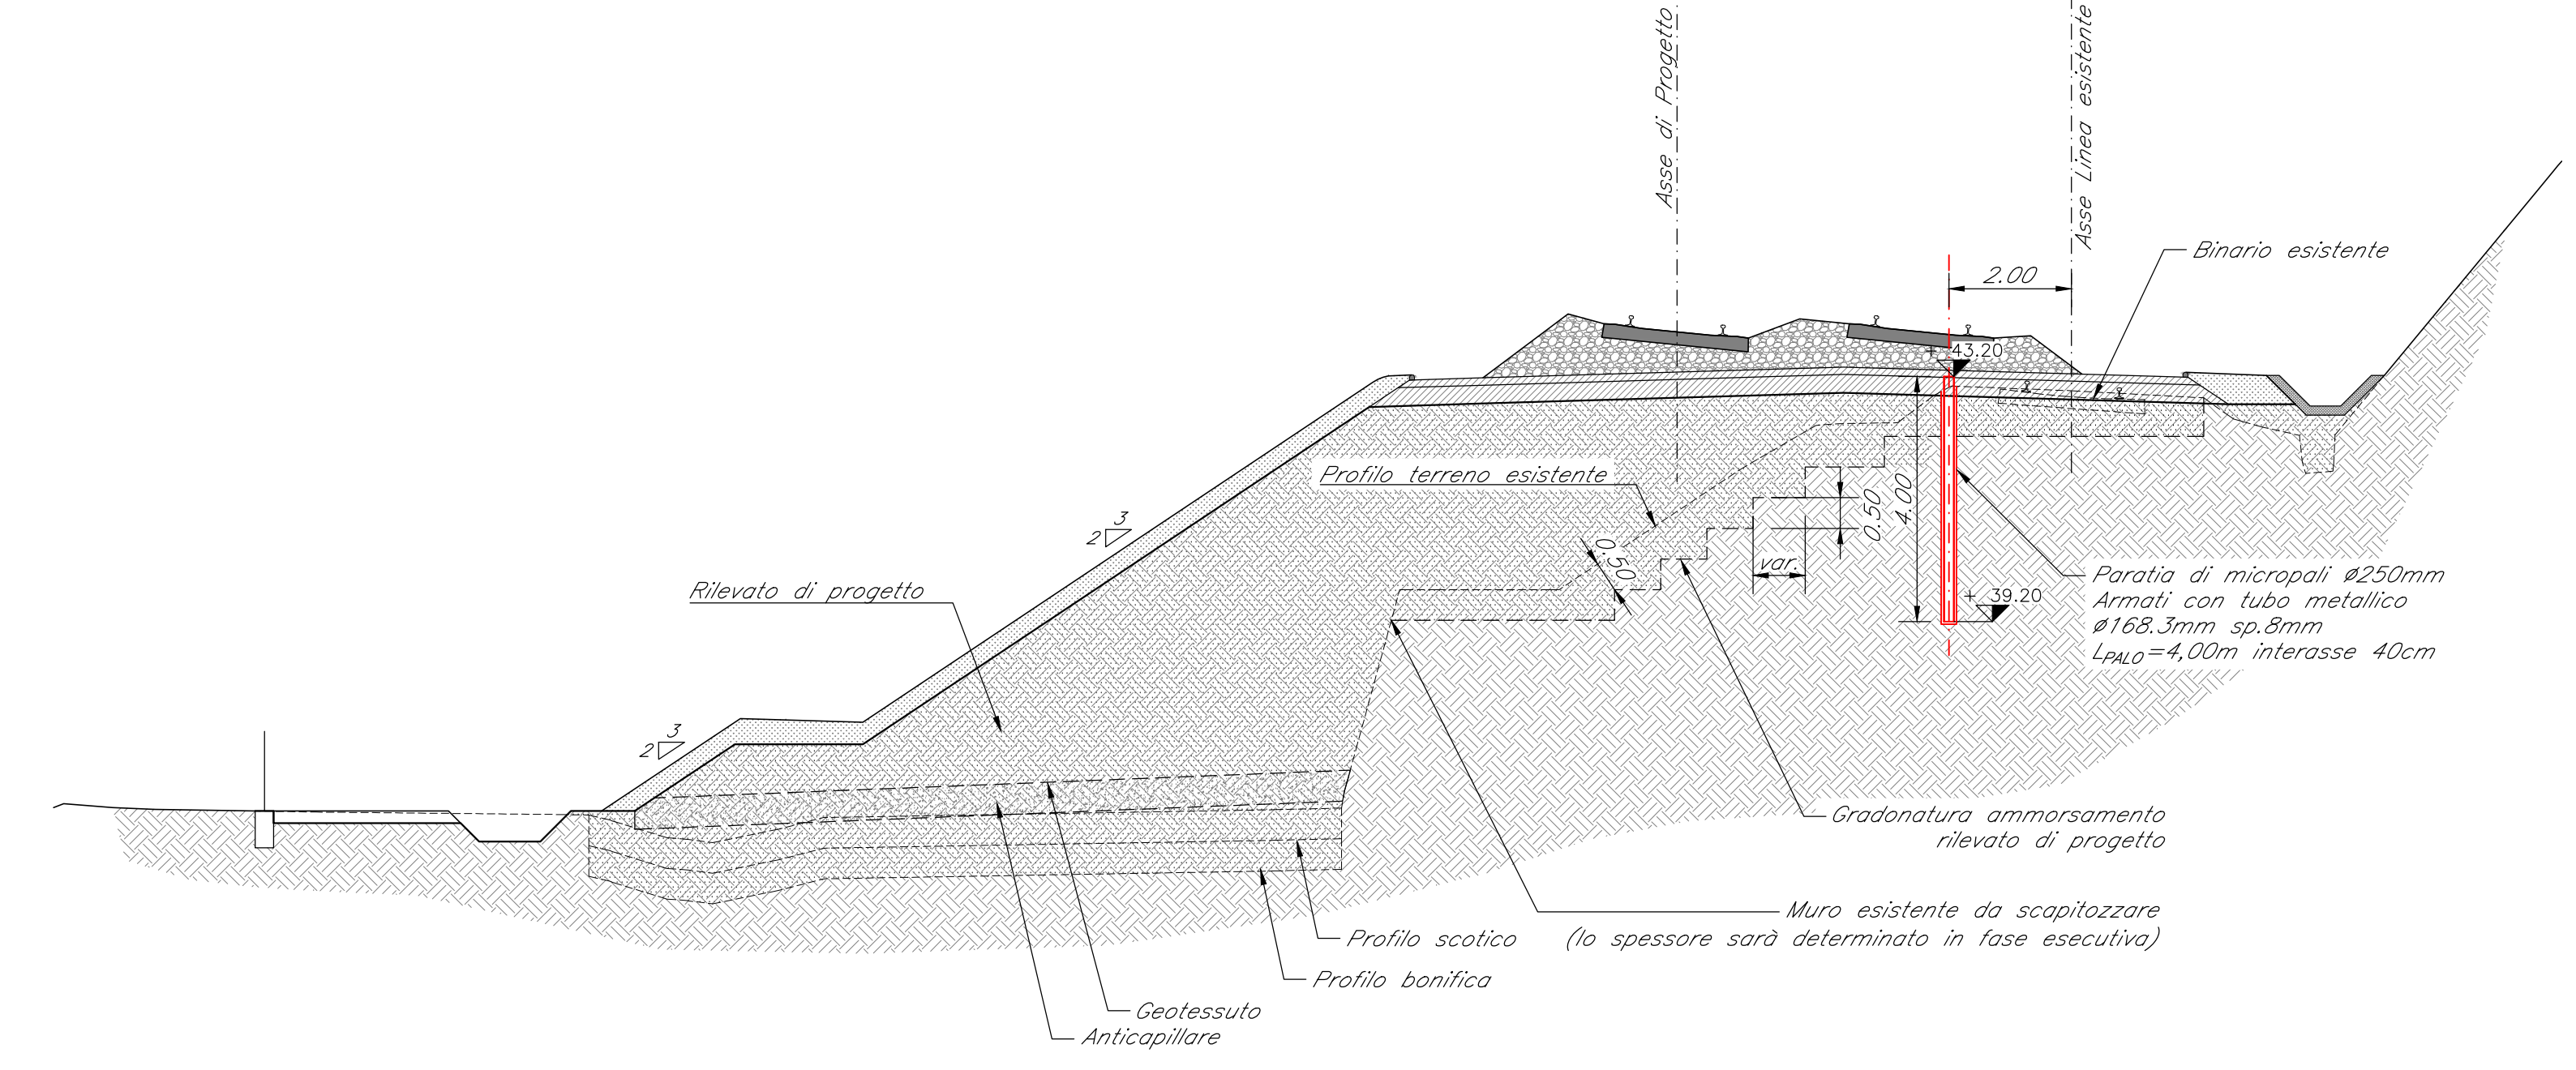 Asse di Progetto
Asse Linea esistente
Binario esistente
2.00
+ 43.20
Profilo terreno esistente
3
2
0.50
4.00
0.50
var.
Rilevato di progetto
+ 39.20
Paratia di micropali ø250mm
Armati con tubo metallico
ø168.3mm sp.8mm
LPALO=4,00m interasse 40cm
3
2
Gradonatura ammorsamento
rilevato di progetto
Muro esistente da scapitozzare
(lo spessore sarà determinato in fase esecutiva)
Profilo scotico
Profilo bonifica
Geotessuto
Anticapillare